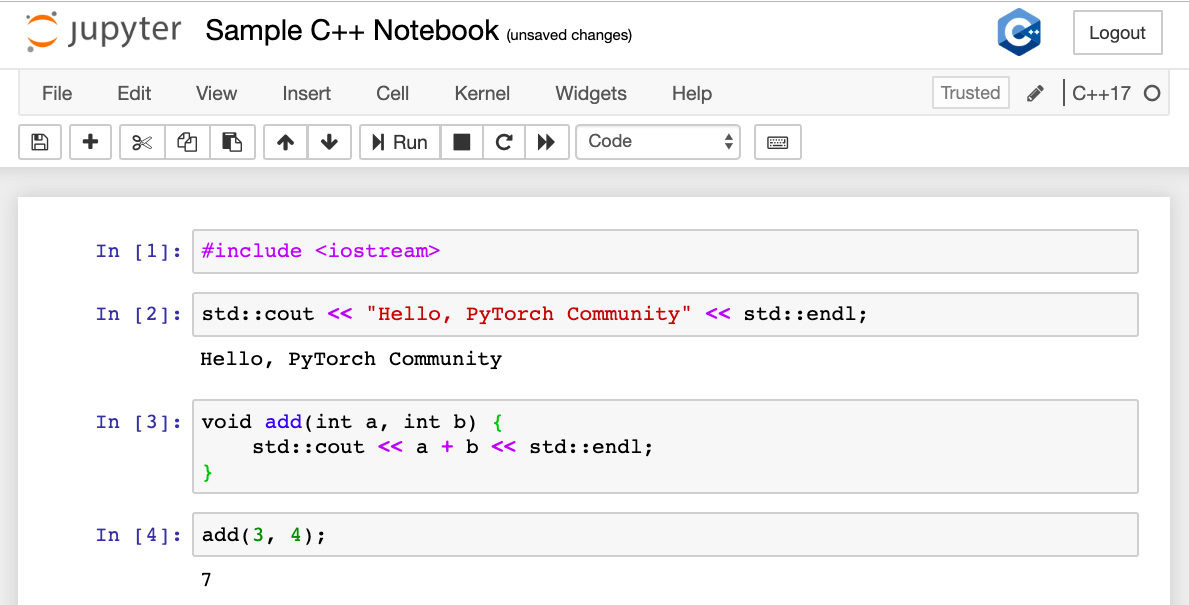 jupyter Sample C++ Notebook (unsaved changes) Logout
File Edit View Insert Cell Kernel Widgets Help Trusted C++17
Run Code
In [1]: #include <iostream>
In [2]: std::cout << "Hello, PyTorch Community" << std::endl;
Hello, PyTorch Community
In [3]: void add(int a, int b) {
    std::cout << a + b << std::endl;
}
In [4]: add(3, 4);
7